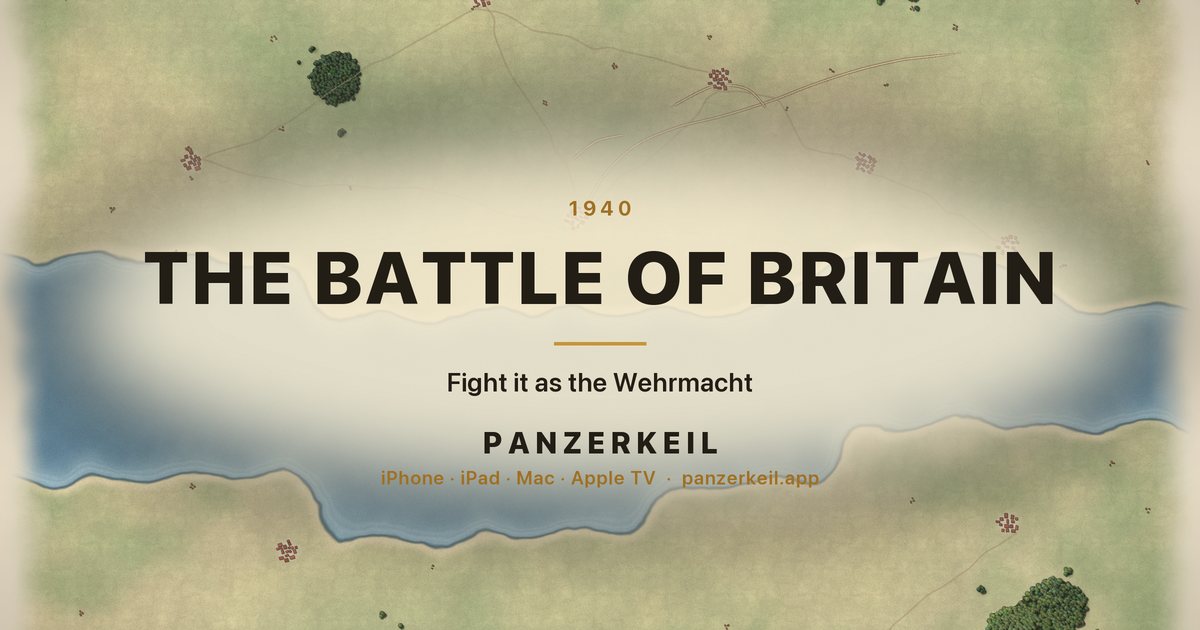 1940
THE BATTLE OF BRITAIN
Fight it as the Wehrmacht
PANZERKEIL
iPhone · iPad · Mac · Apple TV · panzerkeil.app